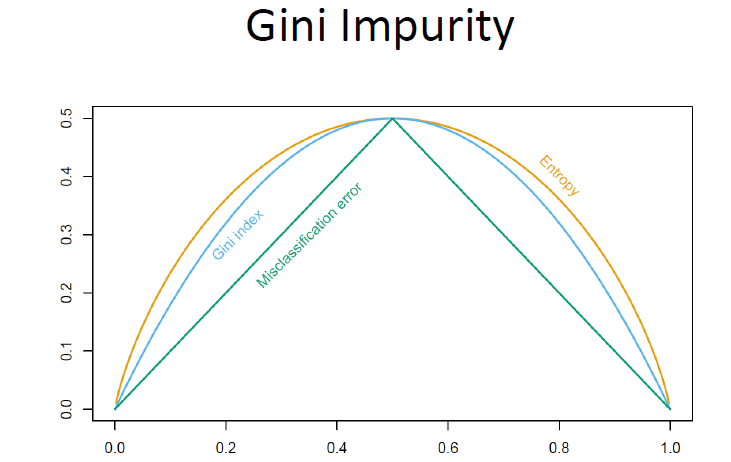 Gini Impurity
0.5
0.4
0.3
0.2
0.1
0.0
Entropy
Gini index
Misclassification error
0.0 0.2 0.4 0.6 0.8 1.0